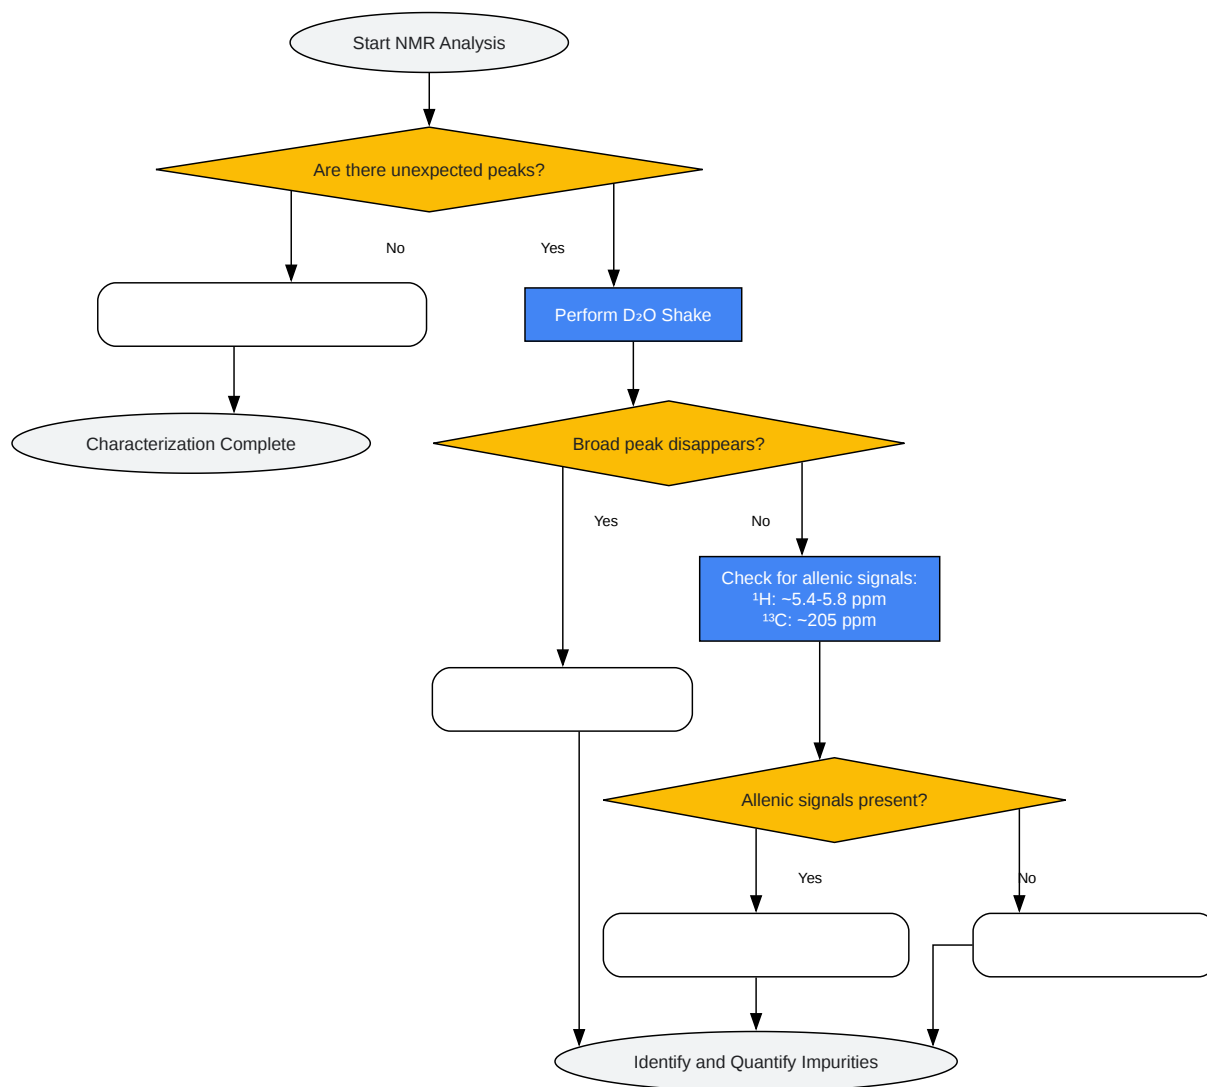 Start NMR Analysis
Are there unexpected peaks?
No
Yes
Perform D₂O Shake
Characterization Complete
Broad peak disappears?
Yes
No
Check for allenic signals:
¹H: ~5.4-5.8 ppm
¹³C: ~205 ppm
Allenic signals present?
Yes
No
Identify and Quantify Impurities